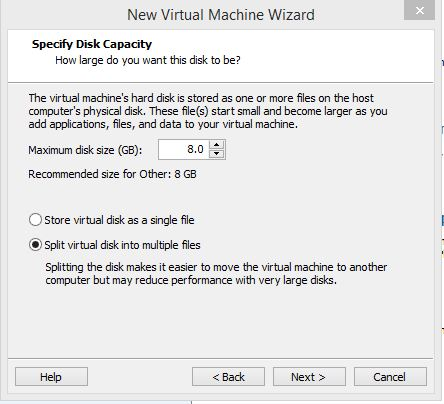 New Virtual Machine Wizard
Specify Disk Capacity
How large do you want this disk to be?
The virtual machine's hard disk is stored as one or more files on the host
computer's physical disk. These file(s) start small and become larger as you
add applications, files, and data to your virtual machine.
Maximum disk size (GB): 8.0
Recommended size for Other: 8 GB
Store virtual disk as a single file
Split virtual disk into multiple files
Splitting the disk makes it easier to move the virtual machine to another
computer but may reduce performance with very large disks.
Help < Back Next > Cancel